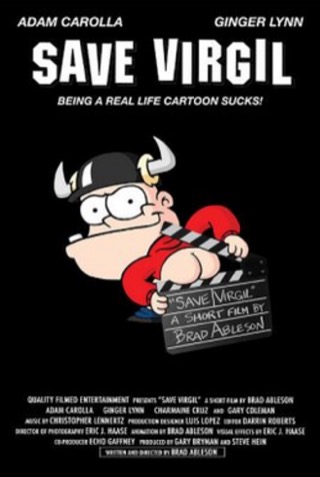 ADAM CAROLLA GINGER LYNN
SAVE VIRGIL
BEING A REAL LIFE CARTOON SUCKS!
"SAVE VIRGIL"
A SHORT FILM BY
BRAD ABLESON
QUALITY FILMED ENTERTAINMENT PRESENTS "SAVE VIRGIL" A SHORT FILM BY BRAD ABLESON
ADAM CAROLLA GINGER LYNN CHARMAINE CRUZ AND GARY COLEMAN
MUSIC BY CHRISTOPHER LENNERTZ PRODUCTION DESIGNER LUIS LOPEZ EDITOR DARRIN ROBERTS
DIRECTOR OF PHOTOGRAPHY ERIC J. HAASE ANIMATION BY BRAD ABLESON VISUAL EFFECTS BY ERIC J. HAASE
CO-PRODUCER ECHO GAFFNEY PRODUCED BY GARY BRYMAN AND STEVE HEIN
WRITTEN AND DIRECTED BY BRAD ABLESON